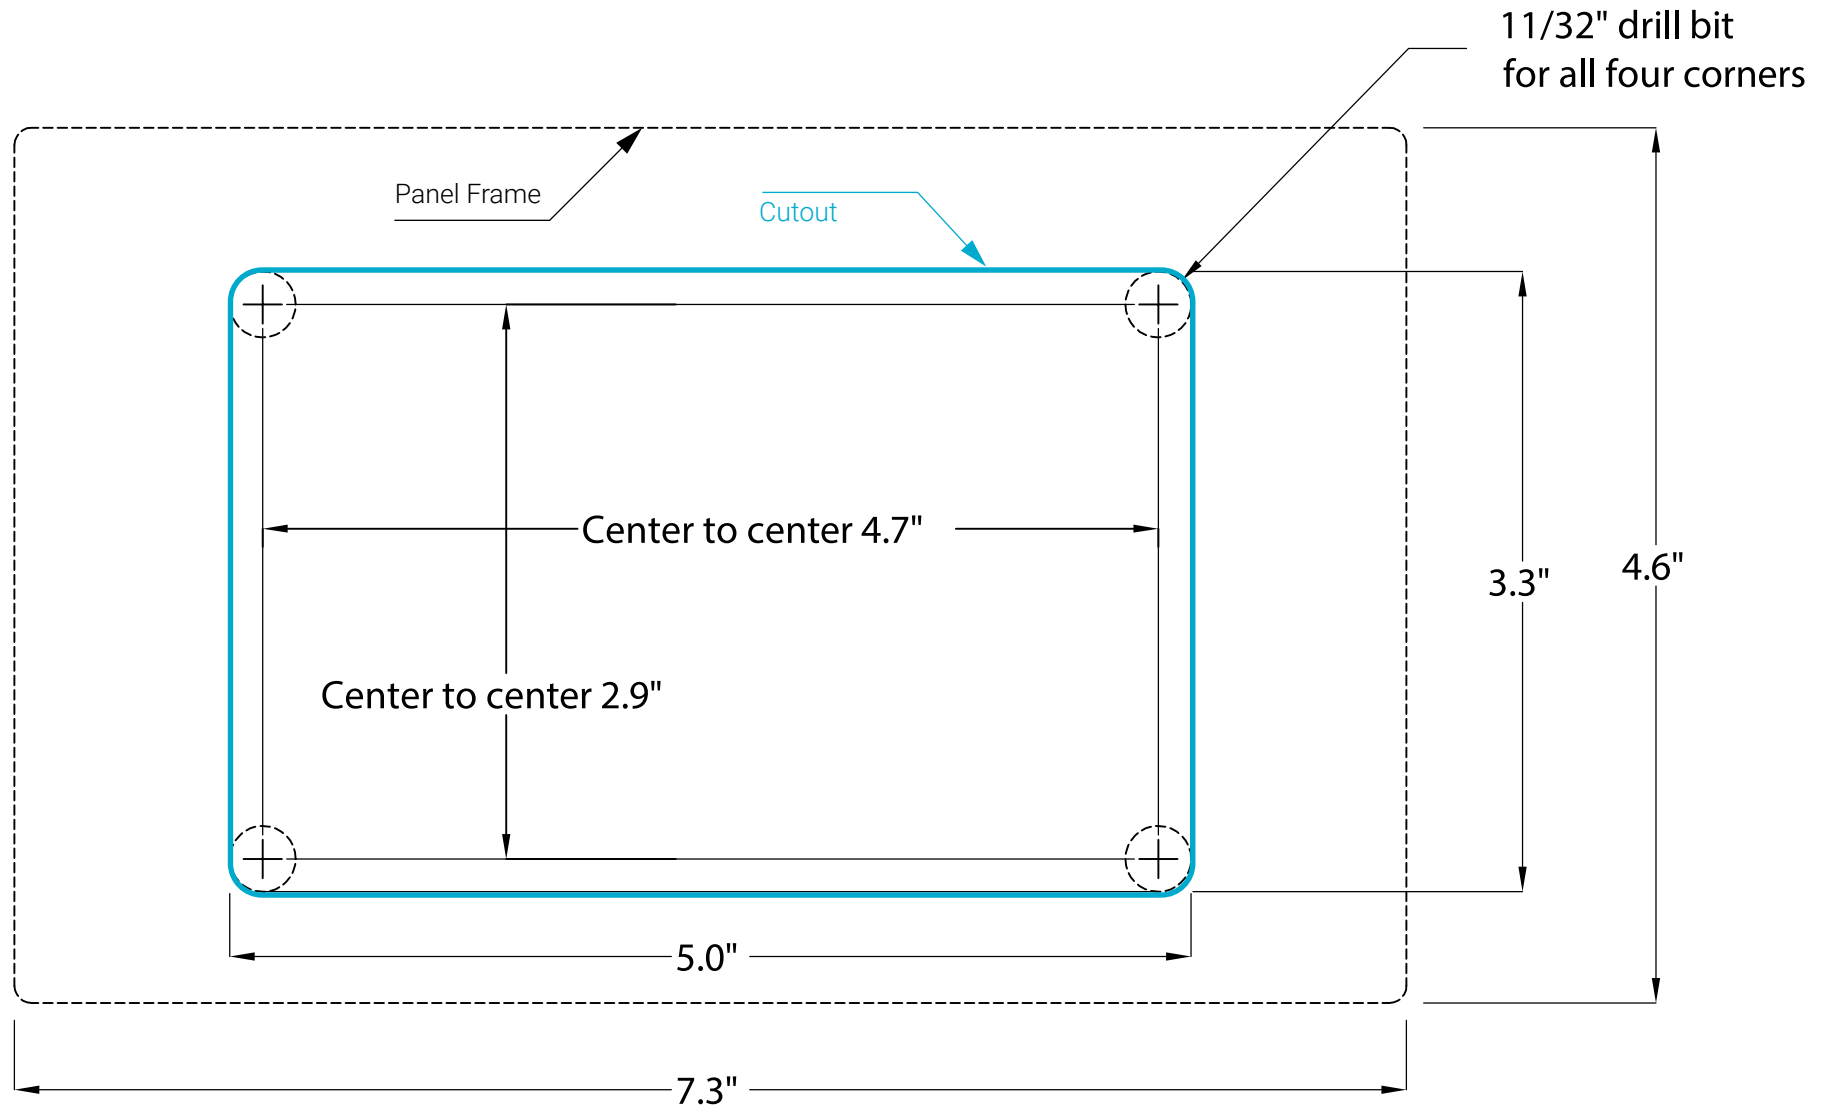 11/32" drill bit
for all four corners
Panel Frame
Cutout
Center to center 4.7"
4.6"
3.3"
Center to center 2.9"
5.0"
7.3"